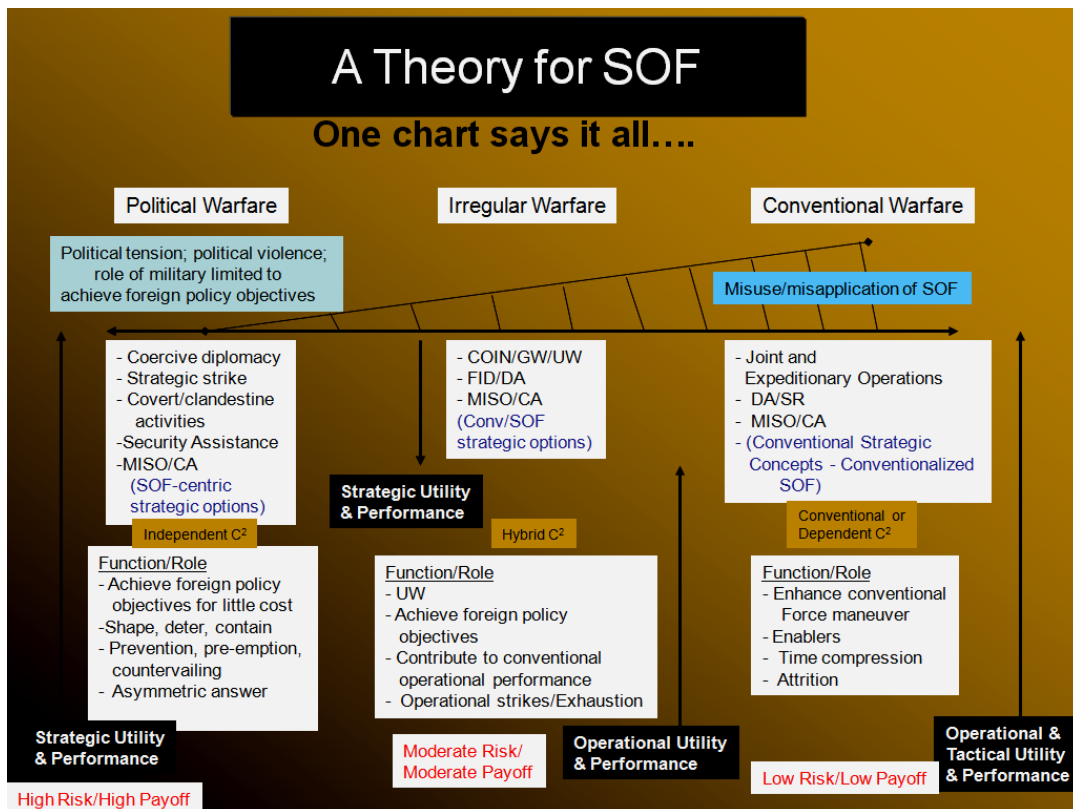 A Theory for SOF
One chart says it all….
Political Warfare
Irregular Warfare
Conventional Warfare
Political tension; political violence;
role of military limited to
achieve foreign policy objectives
Misuse/misapplication of SOF
- Coercive diplomacy
- Strategic strike
- Covert/clandestine
activities
-Security Assistance
-MISO/CA
(SOF-centric
strategic options)
- COIN/GW/UW
- FID/DA
- MISO/CA
(Conv/SOF
strategic options)
- Joint and
Expeditionary Operations
- DA/SR
- MISO/CA
- (Conventional Strategic
Concepts - Conventionalized
SOF)
Strategic Utility
& Performance
Independent C²
Hybrid C²
Conventional or
Dependent C²
Function/Role
- Achieve foreign policy
objectives for little cost
-Shape, deter, contain
- Prevention, pre-emption,
countervailing
- Asymmetric answer
Function/Role
- UW
- Achieve foreign policy
objectives
- Contribute to conventional
operational performance
- Operational strikes/Exhaustion
Function/Role
- Enhance conventional
Force maneuver
- Enablers
- Time compression
- Attrition
Strategic Utility
& Performance
High Risk/High Payoff
Moderate Risk/
Moderate Payoff
Operational Utility
& Performance
Low Risk/Low Payoff
Operational &
Tactical Utility
& Performance